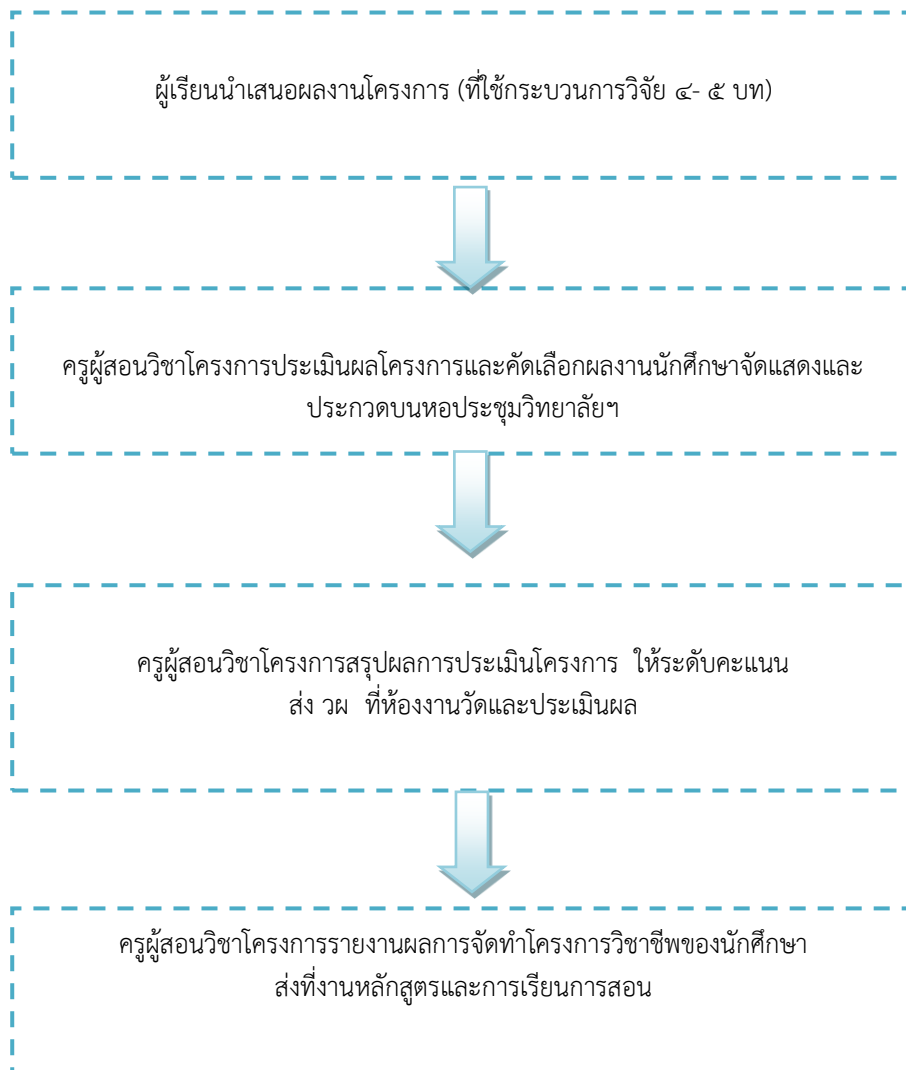 ผู้เรียนนำเสนอผลงานโครงการ (ที่ใช้กระบวนการวิจัย ๔- ๕ บท)
ครูผู้สอนวิชาโครงการประเมินผลโครงการและคัดเลือกผลงานนักศึกษาจัดแสดงและ
ประกวดบนหอประชุมวิทยาลัยฯ
ครูผู้สอนวิชาโครงการสรุปผลการประเมินโครงการ ให้ระดับคะแนน
ส่ง วผ ที่ห้องงานวัดและประเมินผล
ครูผู้สอนวิชาโครงการรายงานผลการจัดทำโครงการวิชาชีพของนักศึกษา
ส่งที่งานหลักสูตรและการเรียนการสอน